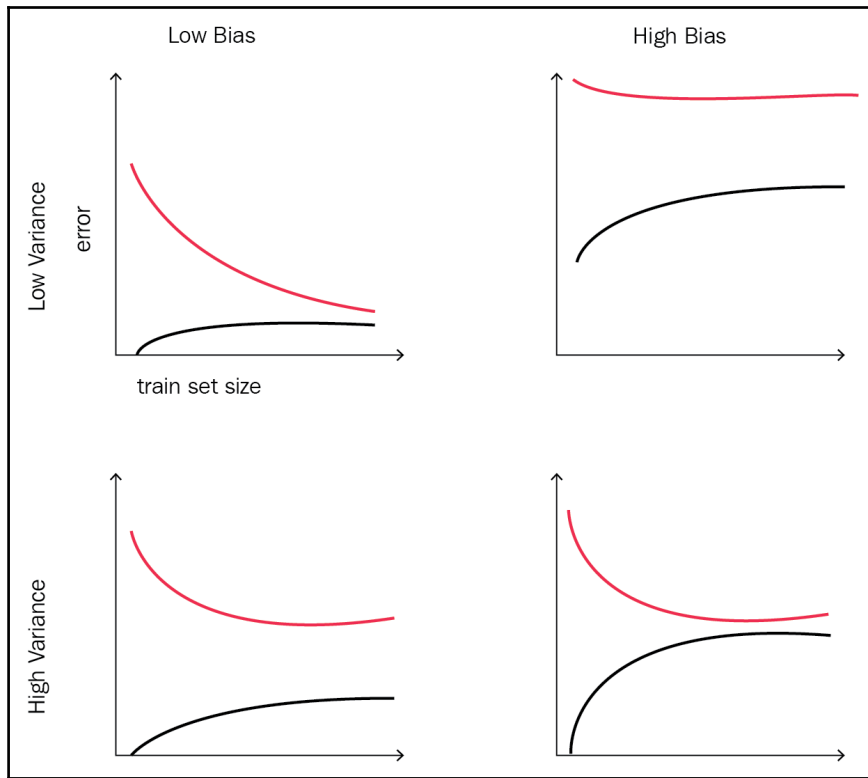 Low Bias
High Bias
Low Variance
error
train set size
High Variance